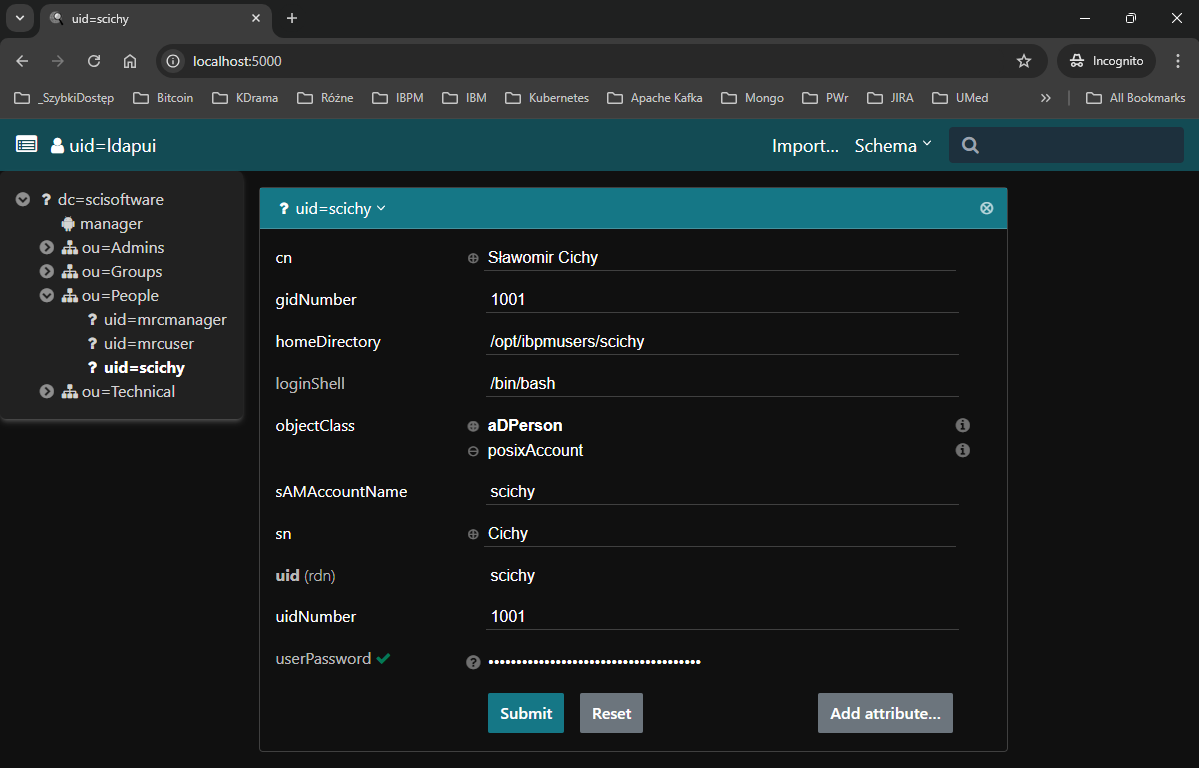 uid=scichy
localhost:5000
Incognito
_SzybkiDostęp Bitcoin KDrama Różne IBPM IBM Kubernetes Apache Kafka Mongo PWr JIRA UMed » All Bookmarks
uid=ldapui Import... Schema
? dc=scisoftware
manager
ou=Admins
ou=Groups
ou=People
? uid=mrcmanager
? uid=mrcuser
? uid=scichy
ou=Technical
? uid=scichy
cn Sławomir Cichy
gidNumber 1001
homeDirectory /opt/ibpmusers/scichy
loginShell /bin/bash
objectClass aDPerson
posixAccount
sAMAccountName scichy
sn Cichy
uid (rdn) scichy
uidNumber 1001
userPassword ••••••••••••••••••••••••••••••••••••••
Submit Reset Add attribute...